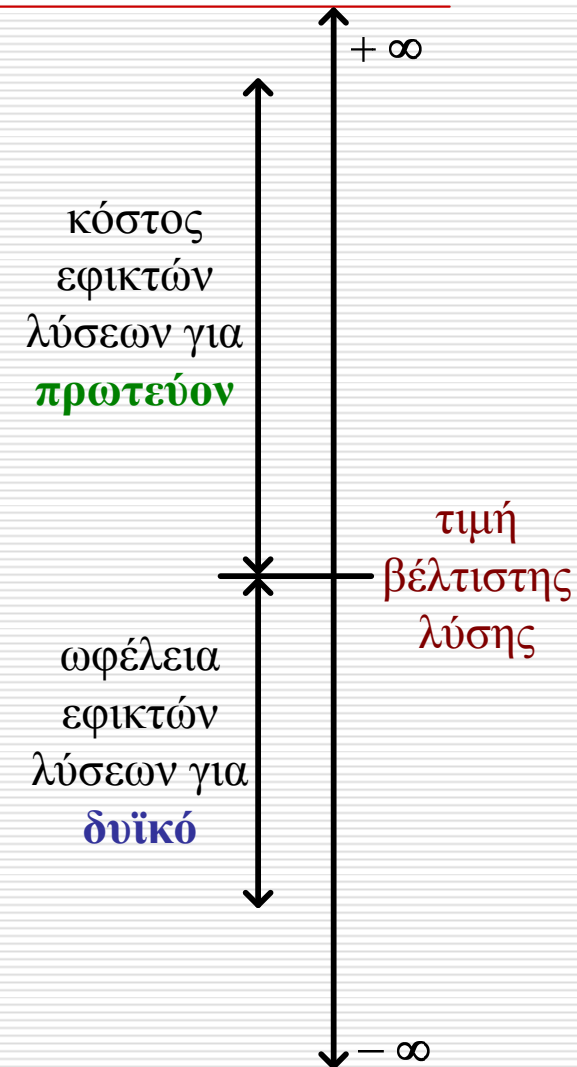 + ∞
κόστος
εφικτών
λύσεων για
πρωτεύον
τιμή
βέλτιστης
λύσης
ωφέλεια
εφικτών
λύσεων για
δυϊκό
− ∞